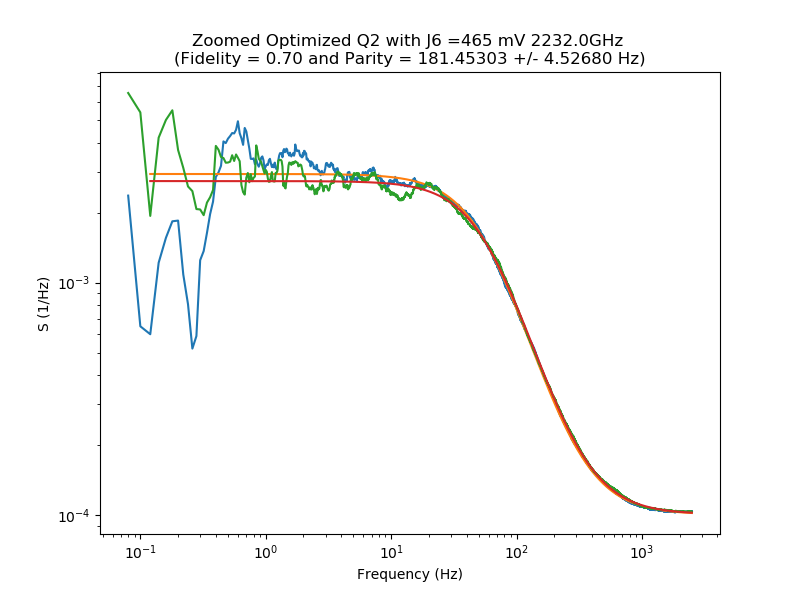 Zoomed Optimized Q2 with J6 =465 mV 2232.0GHz
(Fidelity = 0.70 and Parity = 181.45303 +/- 4.52680 Hz)
S (1/Hz)
10⁻³
10⁻⁴
10⁻¹ 10⁰ 10¹ 10² 10³
Frequency (Hz)